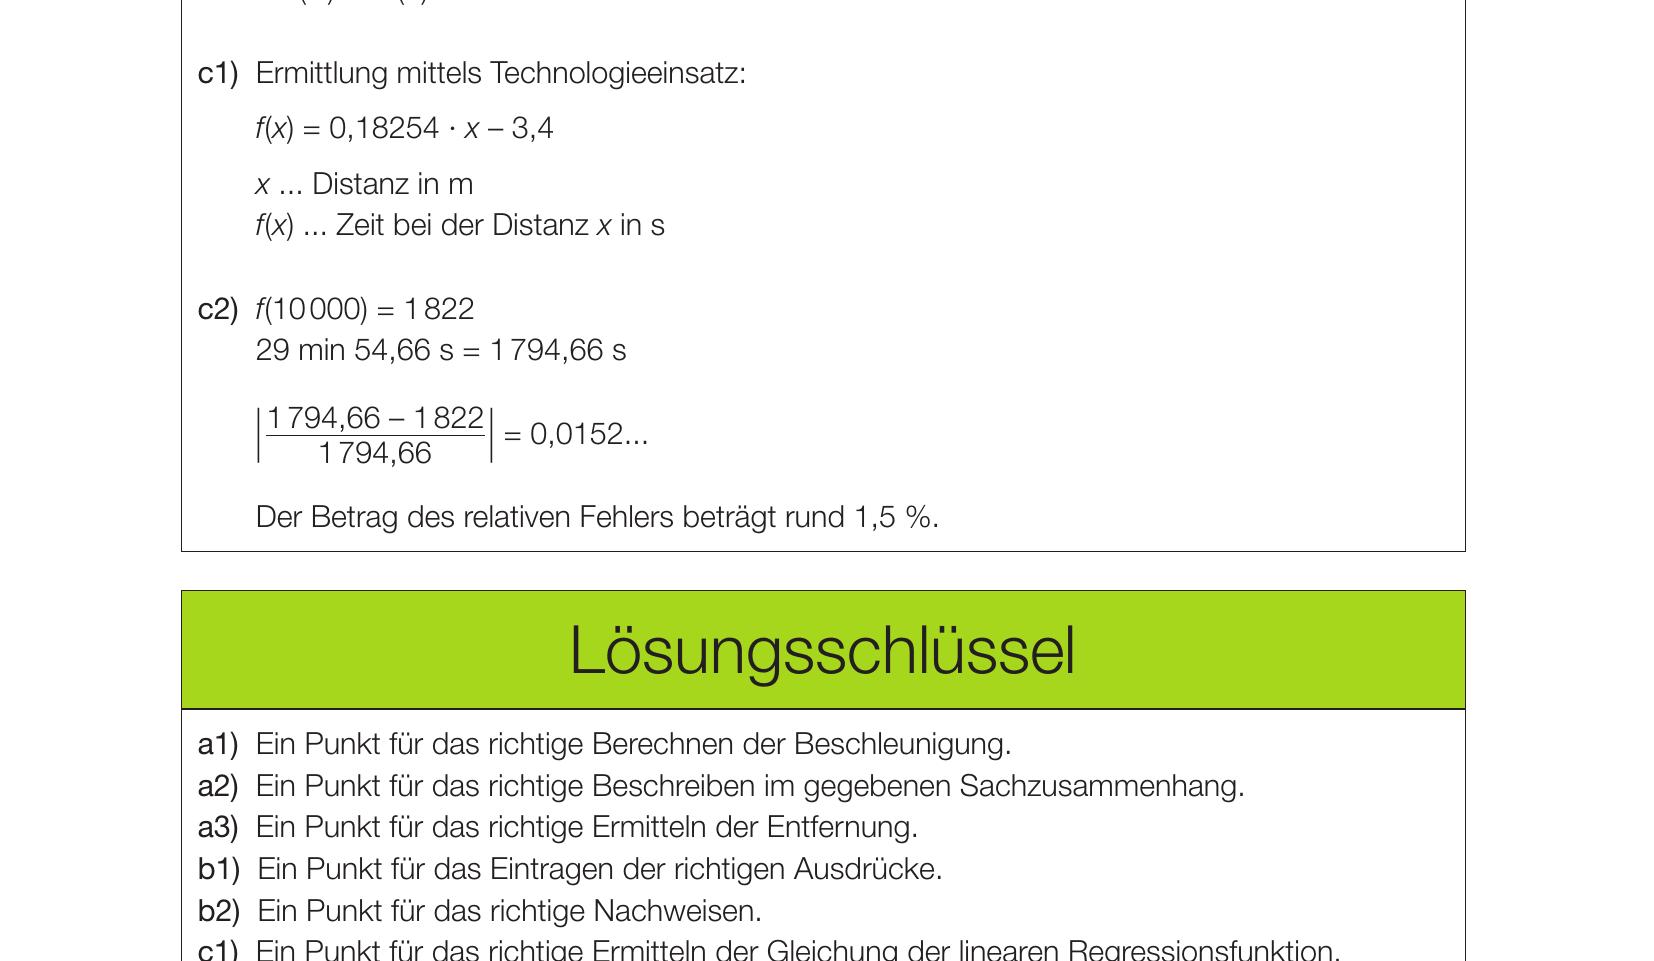 c1) Ermittlung mittels Technologieeinsatz:
f(x) = 0,18254 · x – 3,4
x ... Distanz in m
f(x) ... Zeit bei der Distanz x in s
c2) f(10 000) = 1 822
29 min 54,66 s = 1 794,66 s
|1 794,66 – 1 822
1 794,66| = 0,0152...
Der Betrag des relativen Fehlers beträgt rund 1,5 %.
Lösungsschlüssel
a1) Ein Punkt für das richtige Berechnen der Beschleunigung.
a2) Ein Punkt für das richtige Beschreiben im gegebenen Sachzusammenhang.
a3) Ein Punkt für das richtige Ermitteln der Entfernung.
b1) Ein Punkt für das Eintragen der richtigen Ausdrücke.
b2) Ein Punkt für das richtige Nachweisen.
c1) Ein Punkt für das richtige Ermitteln der Gleichung der linearen Regressionsfunktion.